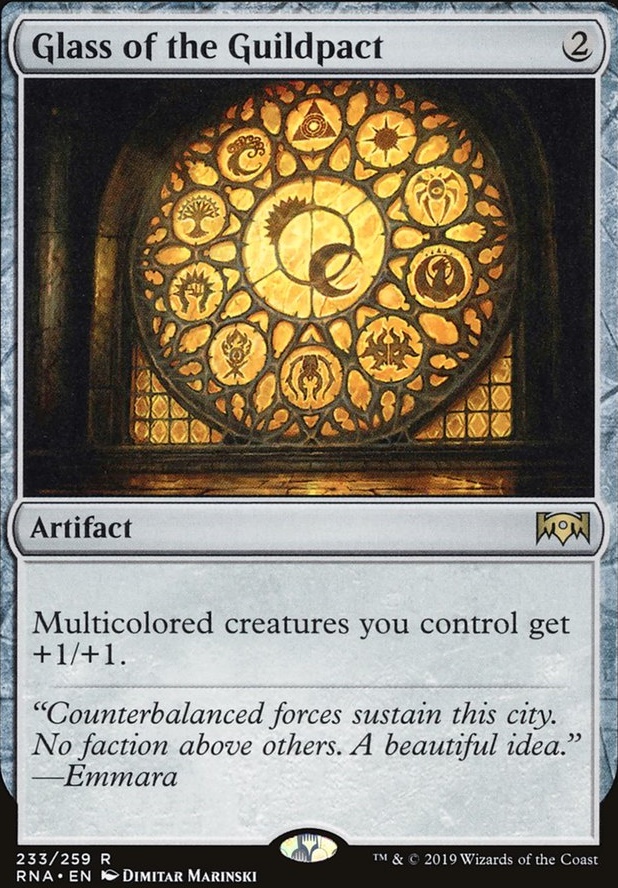 Glass of the Guildpact 2
Artifact
Multicolored creatures you control get
+1/+1.
“Counterbalanced forces sustain this city.
No faction above others. A beautiful idea.”
—Emmara
233/259 R
RNA • EN Dimitar Marinski
™ & © 2019 Wizards of the Coast